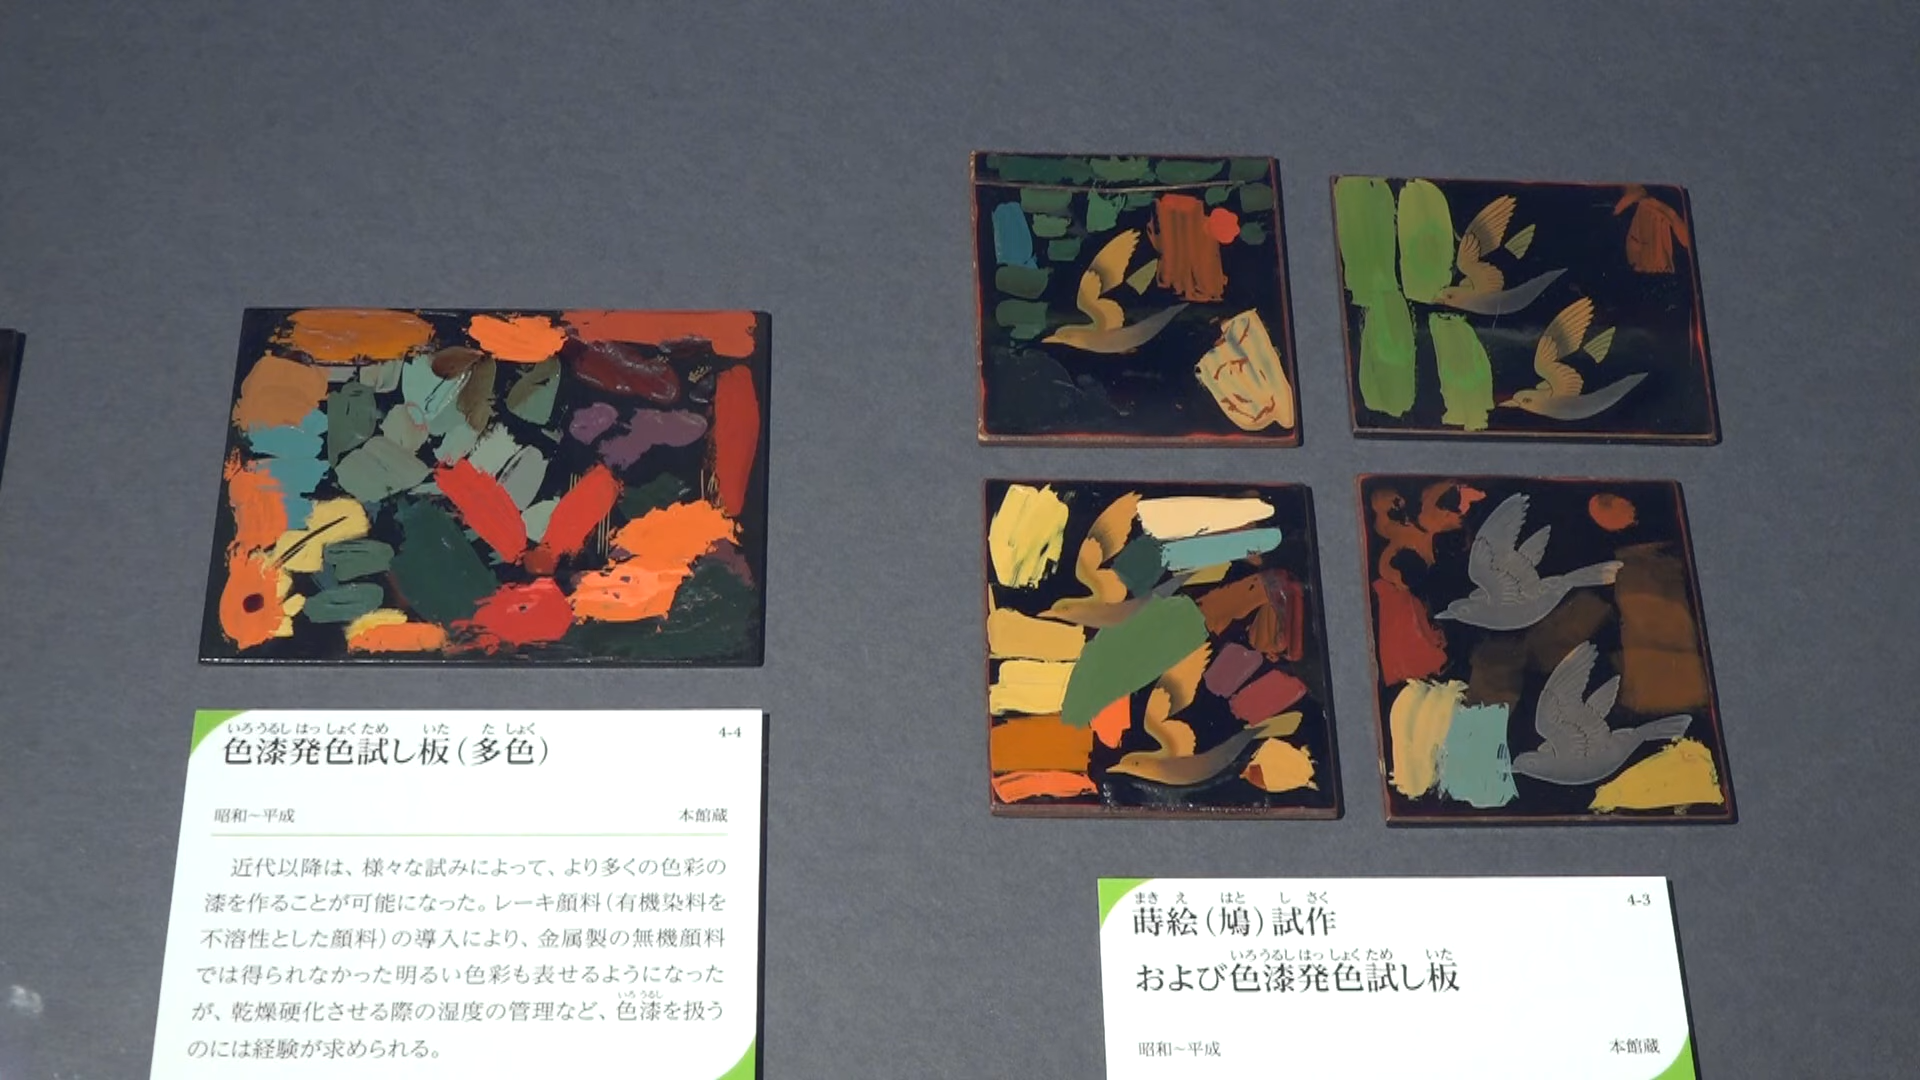 いろうるしはっしょくため いた たしょく
色漆発色試し板（多色）
4-4
昭和～平成
本館蔵
近代以降は、様々な試みによって、より多くの色彩の
漆を作ることが可能になった。レーキ顔料（有機染料を
不溶性とした顔料）の導入により、金属製の無機顔料
では得られなかった明るい色彩も表せるようになった
いろうるし
が、乾燥硬化させる際の湿度の管理など、色漆を扱う
のには経験が求められる。
まきえ はと しさく
蒔絵（鳩）試作
4-3
いろうるしはっしょくため いた
および色漆発色試し板
昭和～平成
本館蔵